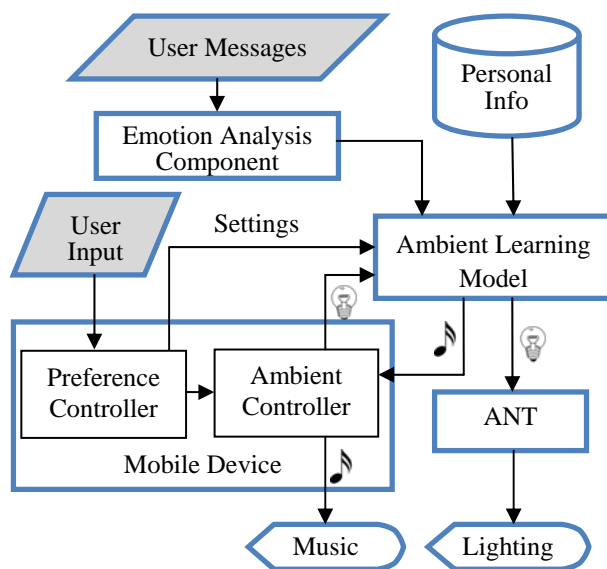 User Messages
Personal
Info
Emotion Analysis
Component
User
Input
Settings
Ambient Learning
Model
Preference
Controller
Ambient
Controller
ANT
Mobile Device
Music
Lighting